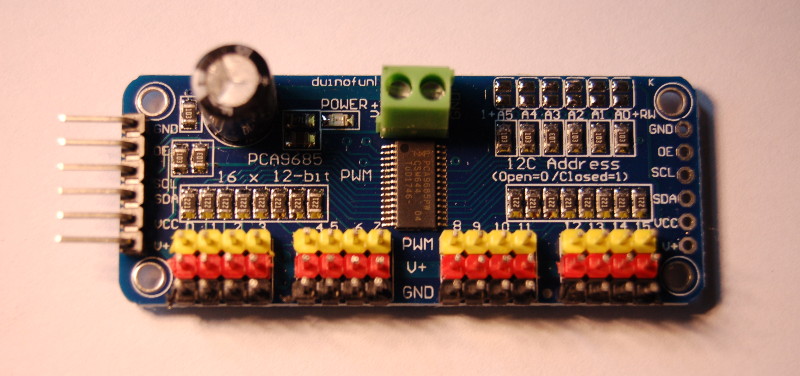 duinofun
K
POWER
1+A5 A4 A3 A2 A1 A0+RW
GND
OE
SCL
SDA
VCC
V+
PCA9685
16 x 12-bit PWM
I2C Address
(Open=0/Closed=1)
GND
OE
SCL
SDA
VCC
V+
0 1 2 3
4 5 6 7
8 9 10 11
12 13 14 15
PWM
V+
GND